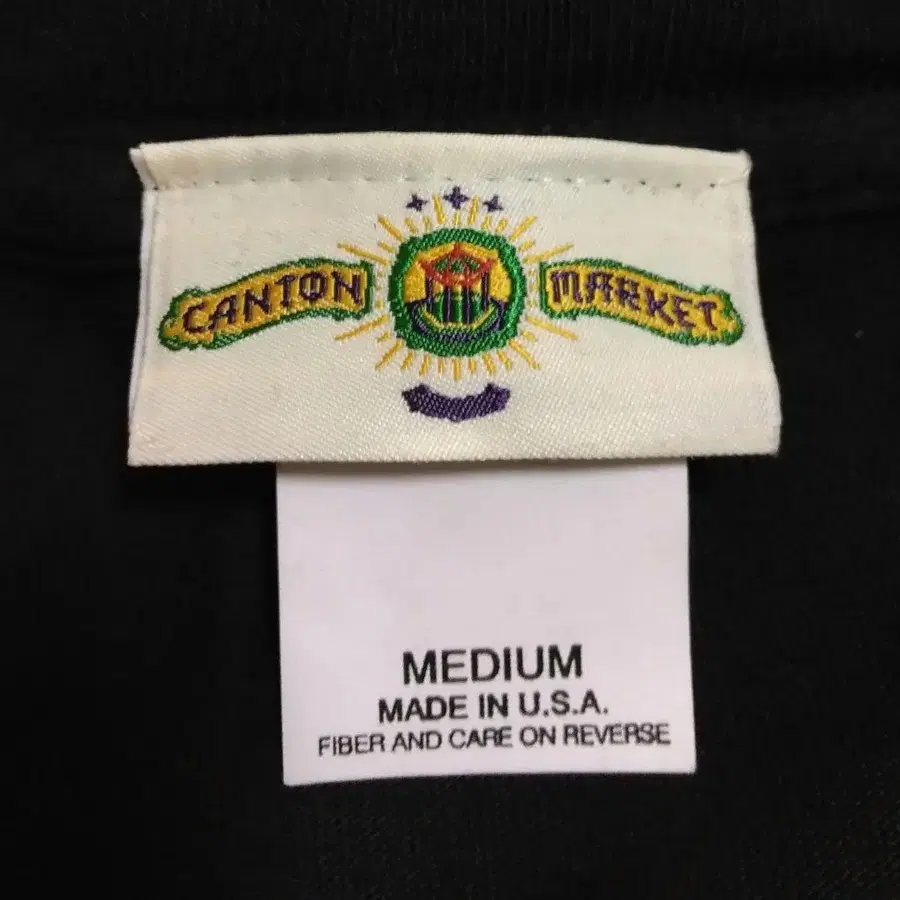 CANTON MARKET
MEDIUM
MADE IN U.S.A.
FIBER AND CARE ON REVERSE